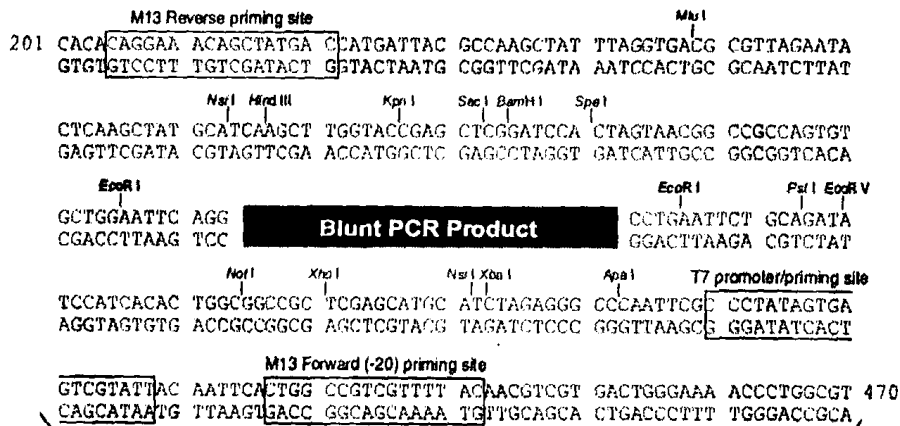 M13 Reverse priming site Mlu I
201 CACACAGGAA ACAGCTATGAC CATGATTAC GCCAAGCTAT TTAGGTGACG CGTTAGAATA
GTGTGTCCTT TGTCGATACTG GTACTAATG CGGTTCGATA AATCCACTGC GCAATCTTAT
Nsi I Hind III Kpn I Sac I BamH I Spe I
CTCAAGCTAT GCATCAAGCT TGGTACCGAG CTCGGATCCA CTAGTAACGG CCGCCAGTGT
GAGTTCGATA CGTAGTTCGA ACCATGGCTC GAGCCTAGGT GATCATTGCC GGCGGTCACA
EcoR I EcoR I Pst I EcoR V
GCTGGAATTC AGG Blunt PCR Product CCTGAATTCT GCAGATA
CGACCTTAAG TCC GGACTTAAGA CGTCTAT
Not I Xho I Nsi I Xba I Apa I T7 promoter/priming site
TCCATCACAC TGGCGGCCGC TCGAGCATGC ATCTAGAGGG CCCAATTCGC CCTATAGTGA
AGGTAGTGTG ACCGCCGGCG AGCTCGTACG TAGATCTCCC GGGTTAAGCG GGATATCACT
M13 Forward (-20) priming site
GTCGTATTAC AATTCACTGG CCGTCGTTTT ACAACGTCGT GACTGGGAAA ACCCTGGCGT 470
CAGCATAATG TTAAGTGACC GGCAGCAAAA TGTTGCAGCA CTGACCCTTT TGGGACCGCA